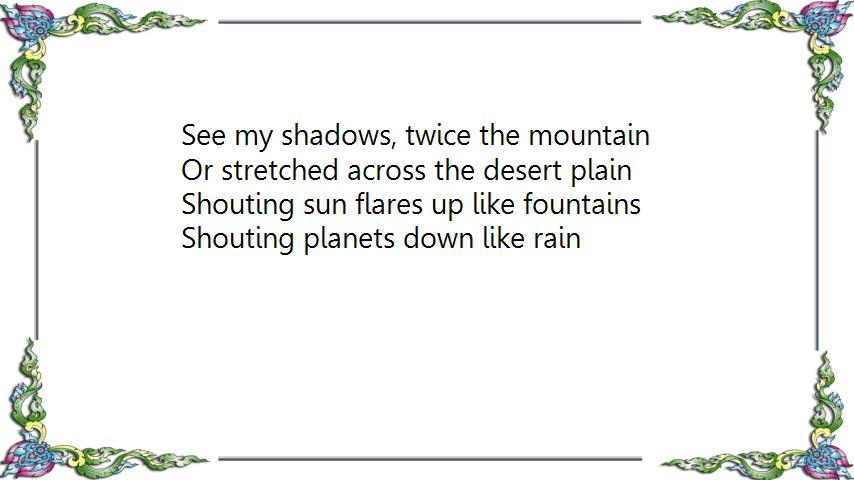 See my shadows, twice the mountain
Or stretched across the desert plain
Shouting sun flares up like fountains
Shouting planets down like rain